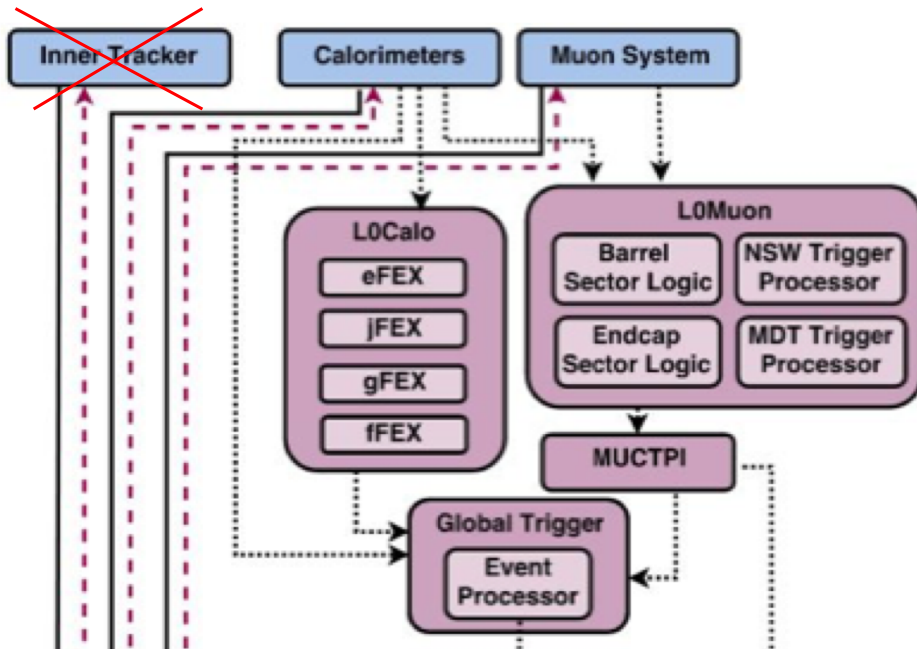 Inner Tracker
Calorimeters
Muon System
L0Calo
eFEX
jFEX
gFEX
fFEX
L0Muon
Barrel
Sector Logic
NSW Trigger
Processor
Endcap
Sector Logic
MDT Trigger
Processor
MUCTPI
Global Trigger
Event
Processor